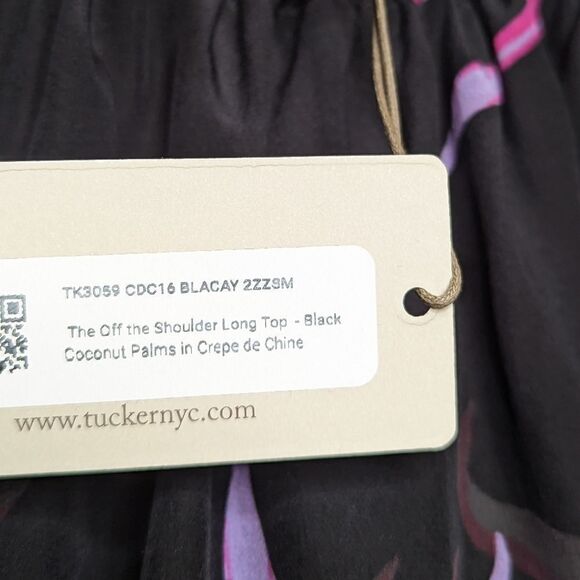 TK3059 CDC16 BLACAY 2ZZSM
The Off the Shoulder Long Top - Black
Coconut Palms in Crepe de Chine
www.tuckernyc.com